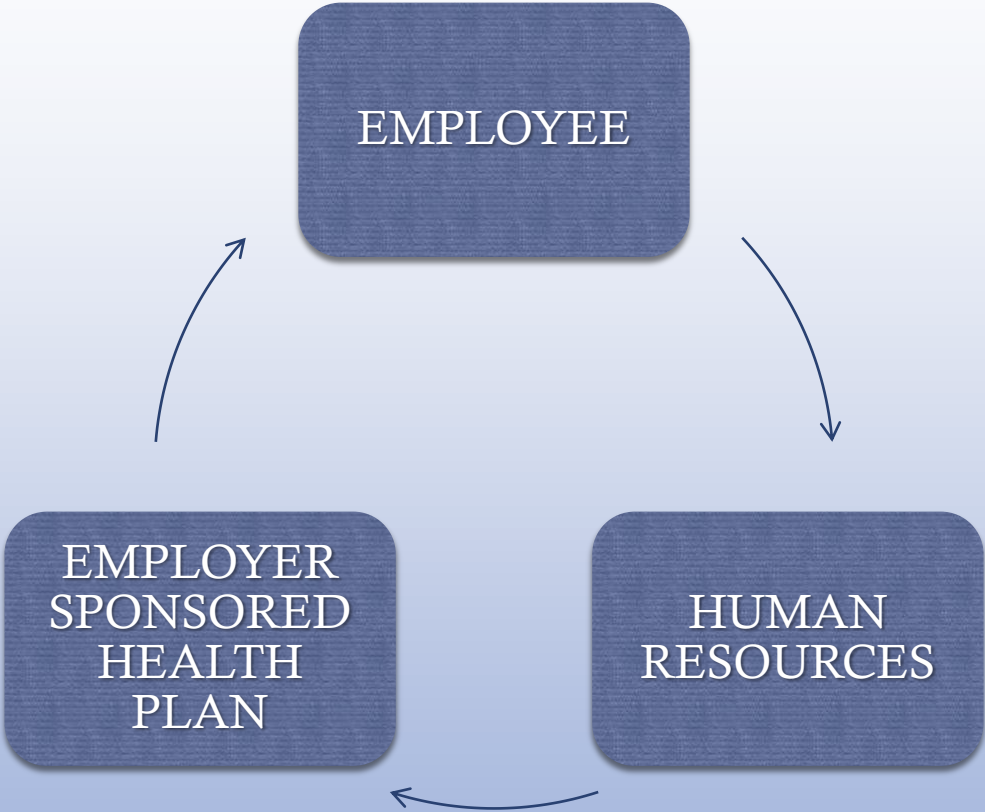 EMPLOYEE
EMPLOYER
SPONSORED
HEALTH
PLAN
HUMAN
RESOURCES